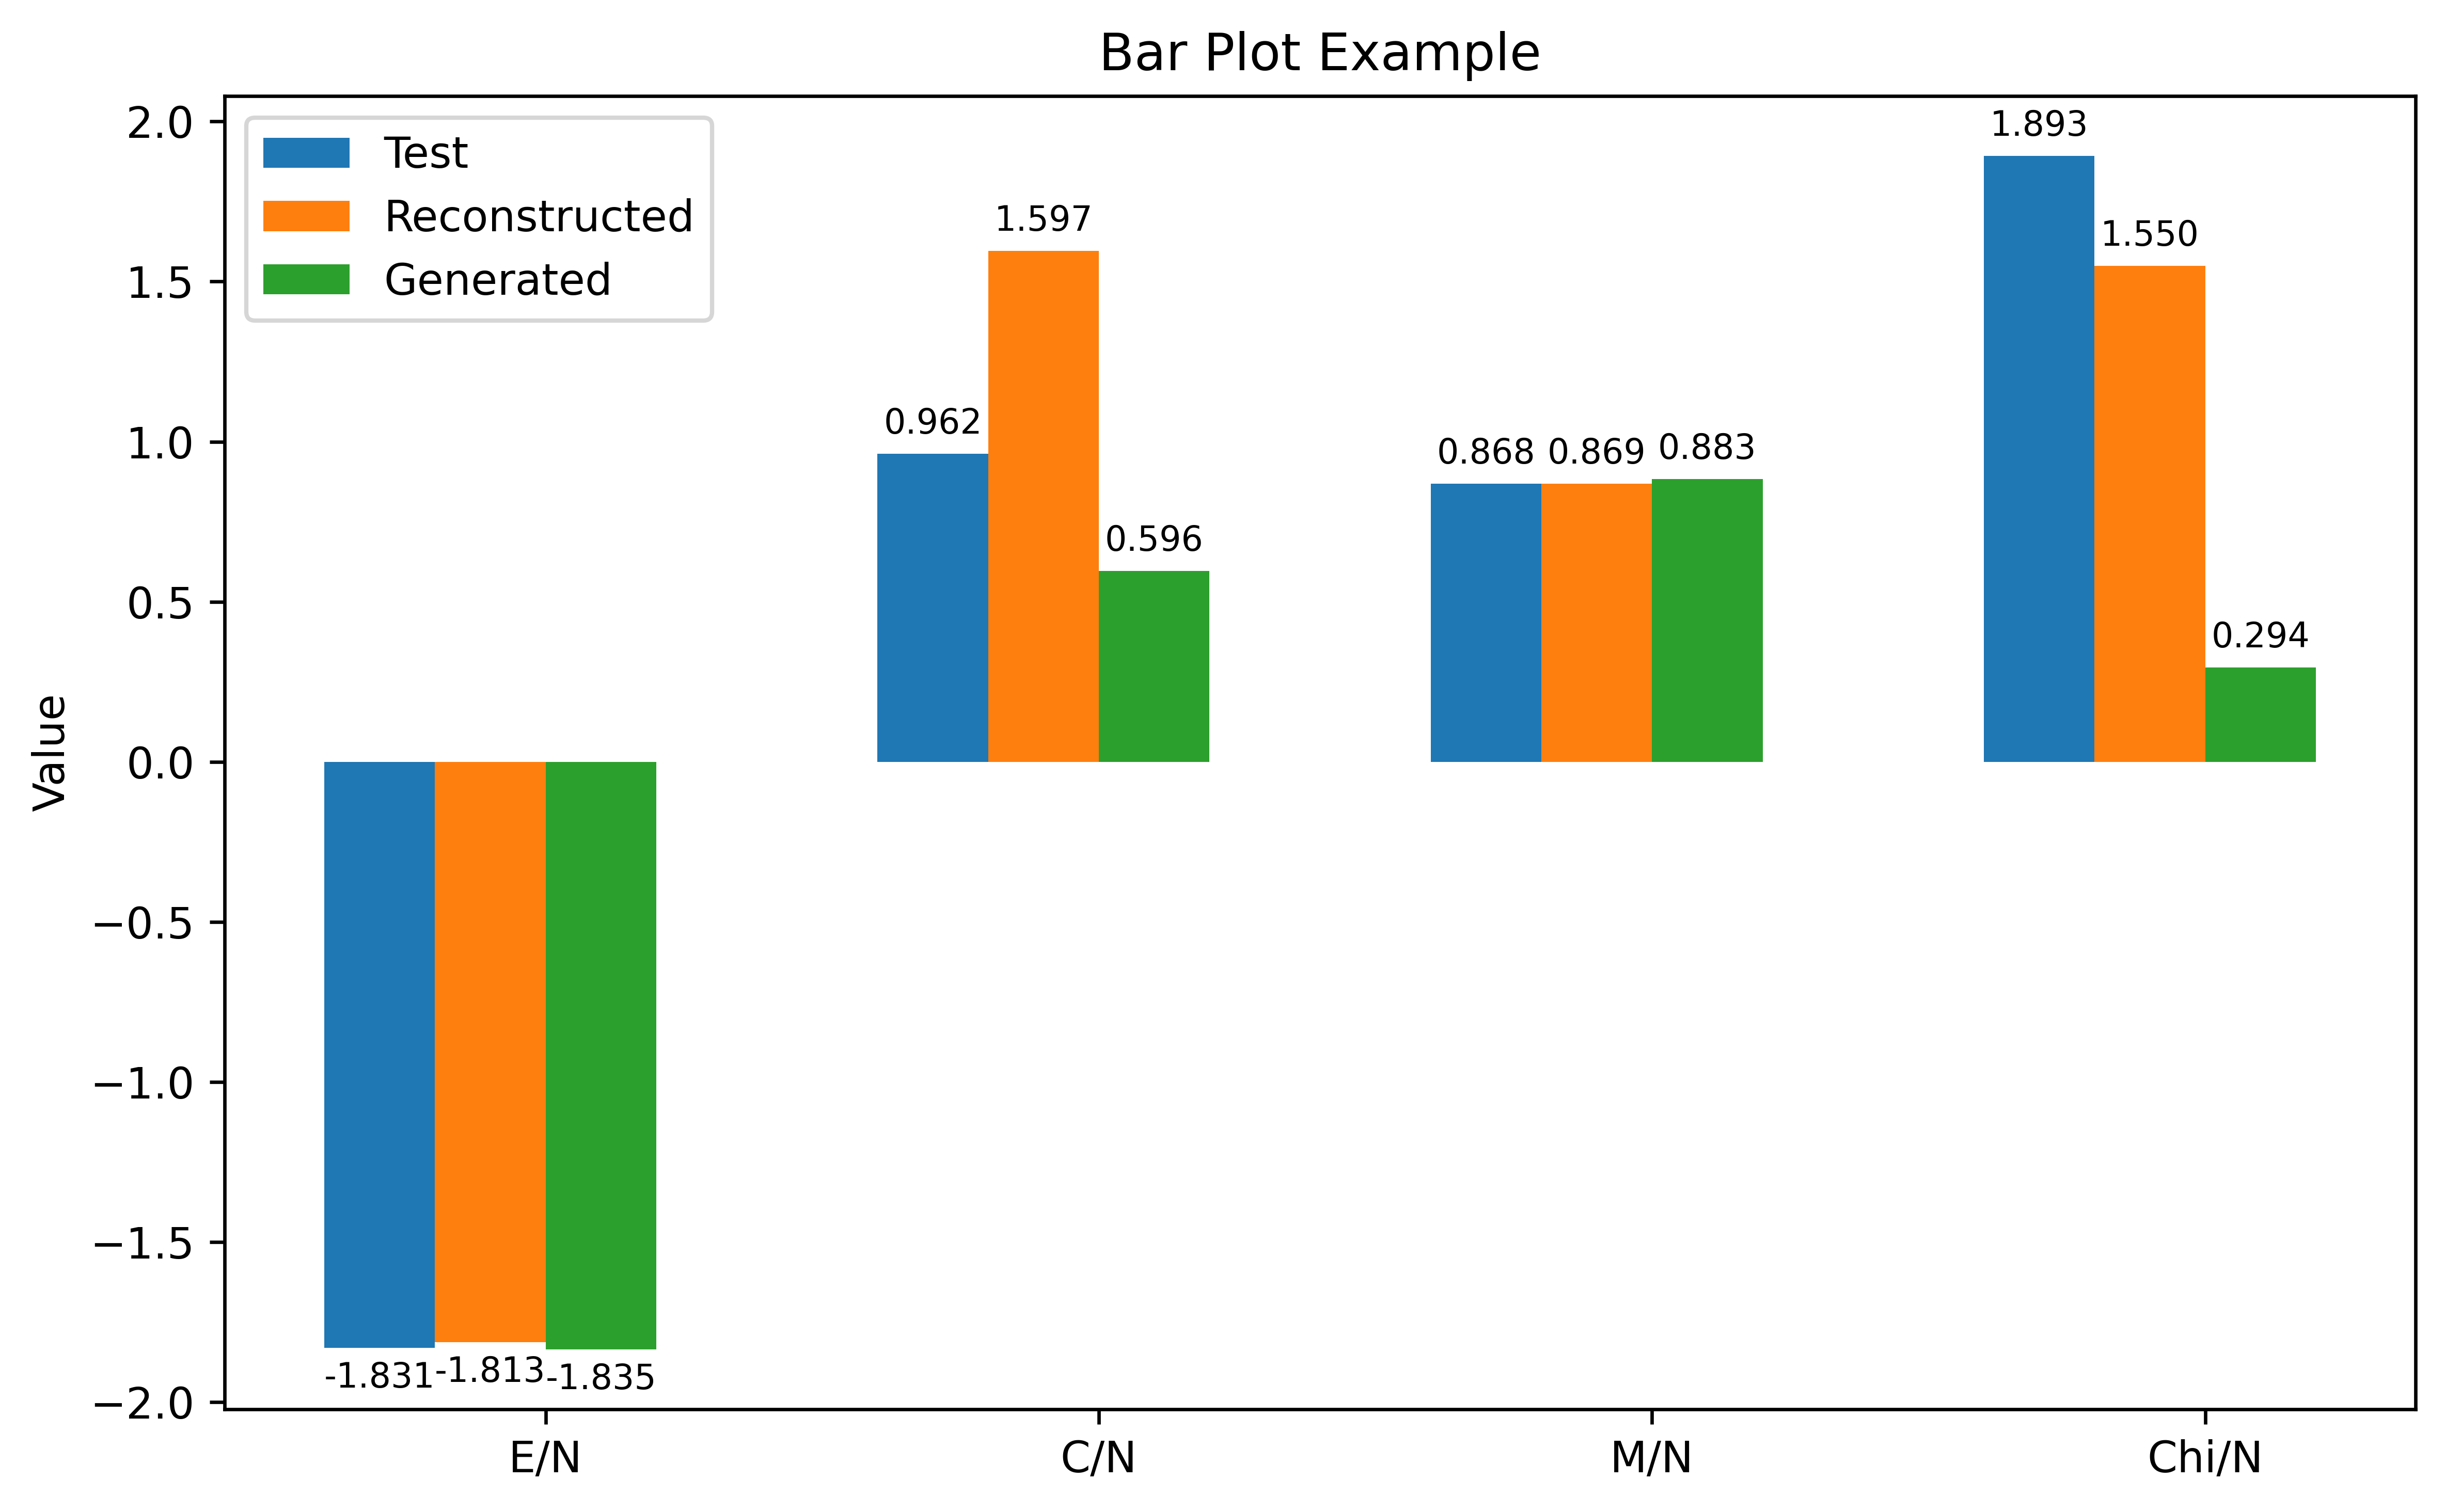 Bar Plot Example
Test
Reconstructed
Generated
Value
2.0
1.5
1.0
0.5
0.0
−0.5
−1.0
−1.5
−2.0
-1.831
-1.813
-1.835
0.962
1.597
0.596
0.868
0.869
0.883
1.893
1.550
0.294
E/N
C/N
M/N
Chi/N